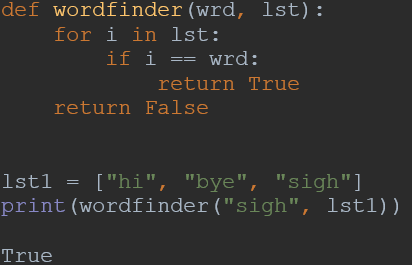 def wordfinder(wrd, lst):
    for i in lst:
        if i == wrd:
            return True
    return False
lst1 = ["hi", "bye", "sigh"]
print(wordfinder("sigh", lst1))
True